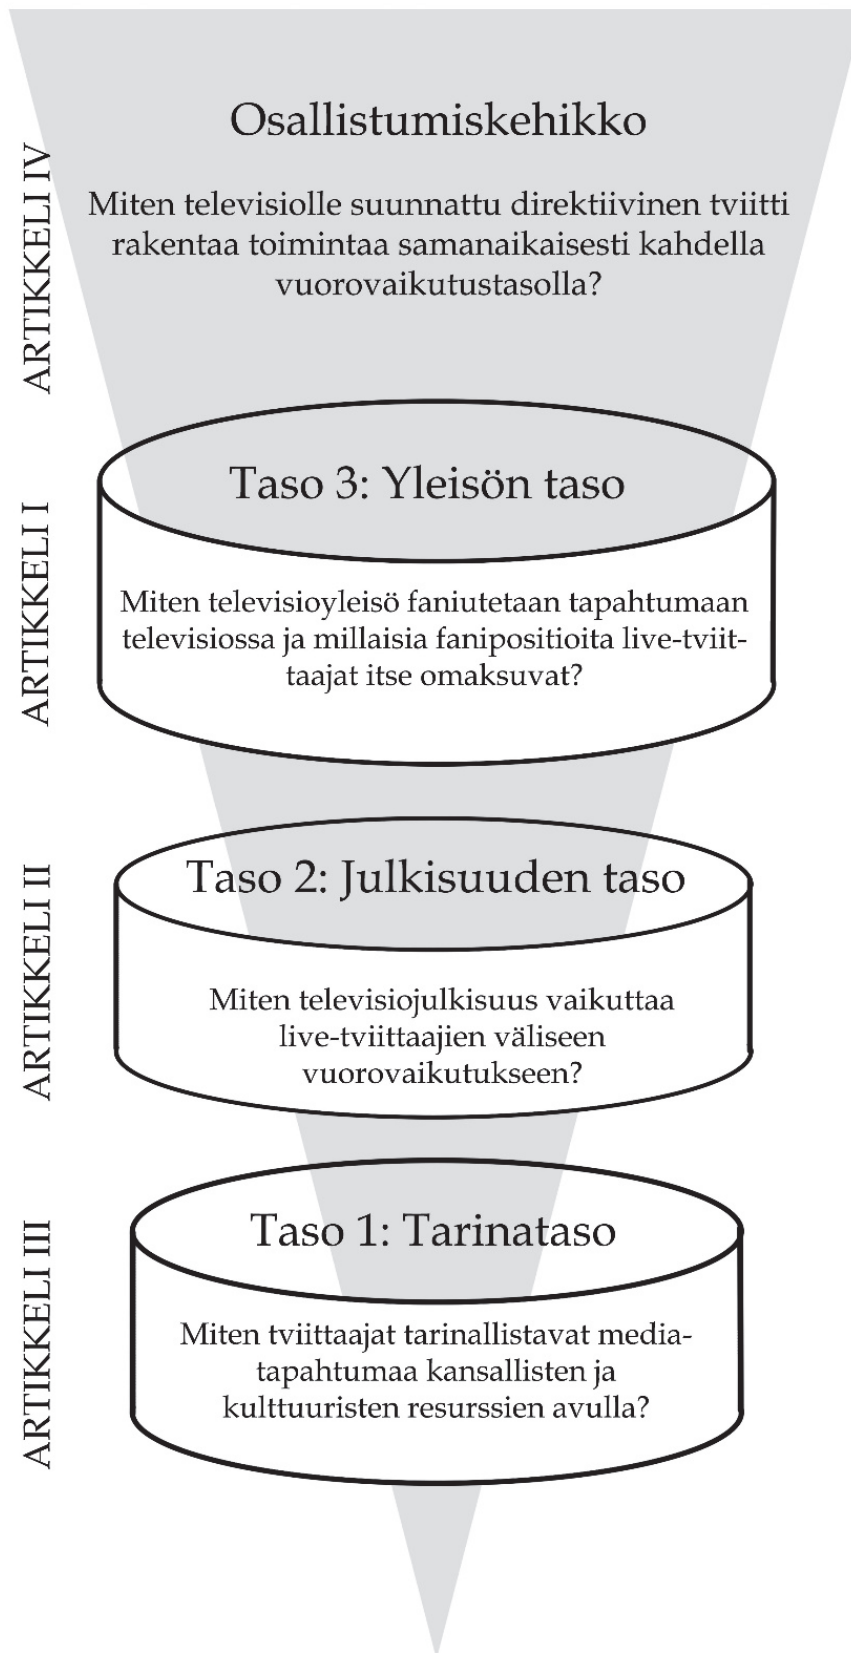 Osallistumiskehikko
ARTIKKELI IV
Miten televisiolle suunnattu direktiivinen tviitti
rakentaa toimintaa samanaikaisesti kahdella
vuorovaikutustasolla?
Taso 3: Yleisön taso
ARTIKKELI I
Miten televisioyleisö faniutetaan tapahtumaan
televisiossa ja millaisia fanipositioita live-tviit-
taajat itse omaksuvat?
Taso 2: Julkisuuden taso
ARTIKKELI II
Miten televisiojulkisuus vaikuttaa
live-tviittaajien väliseen
vuorovaikutukseen?
Taso 1: Tarinataso
ARTIKKELI III
Miten tviittaajat tarinallistavat media-
tapahtumaa kansallisten ja
kulttuuristen resurssien avulla?